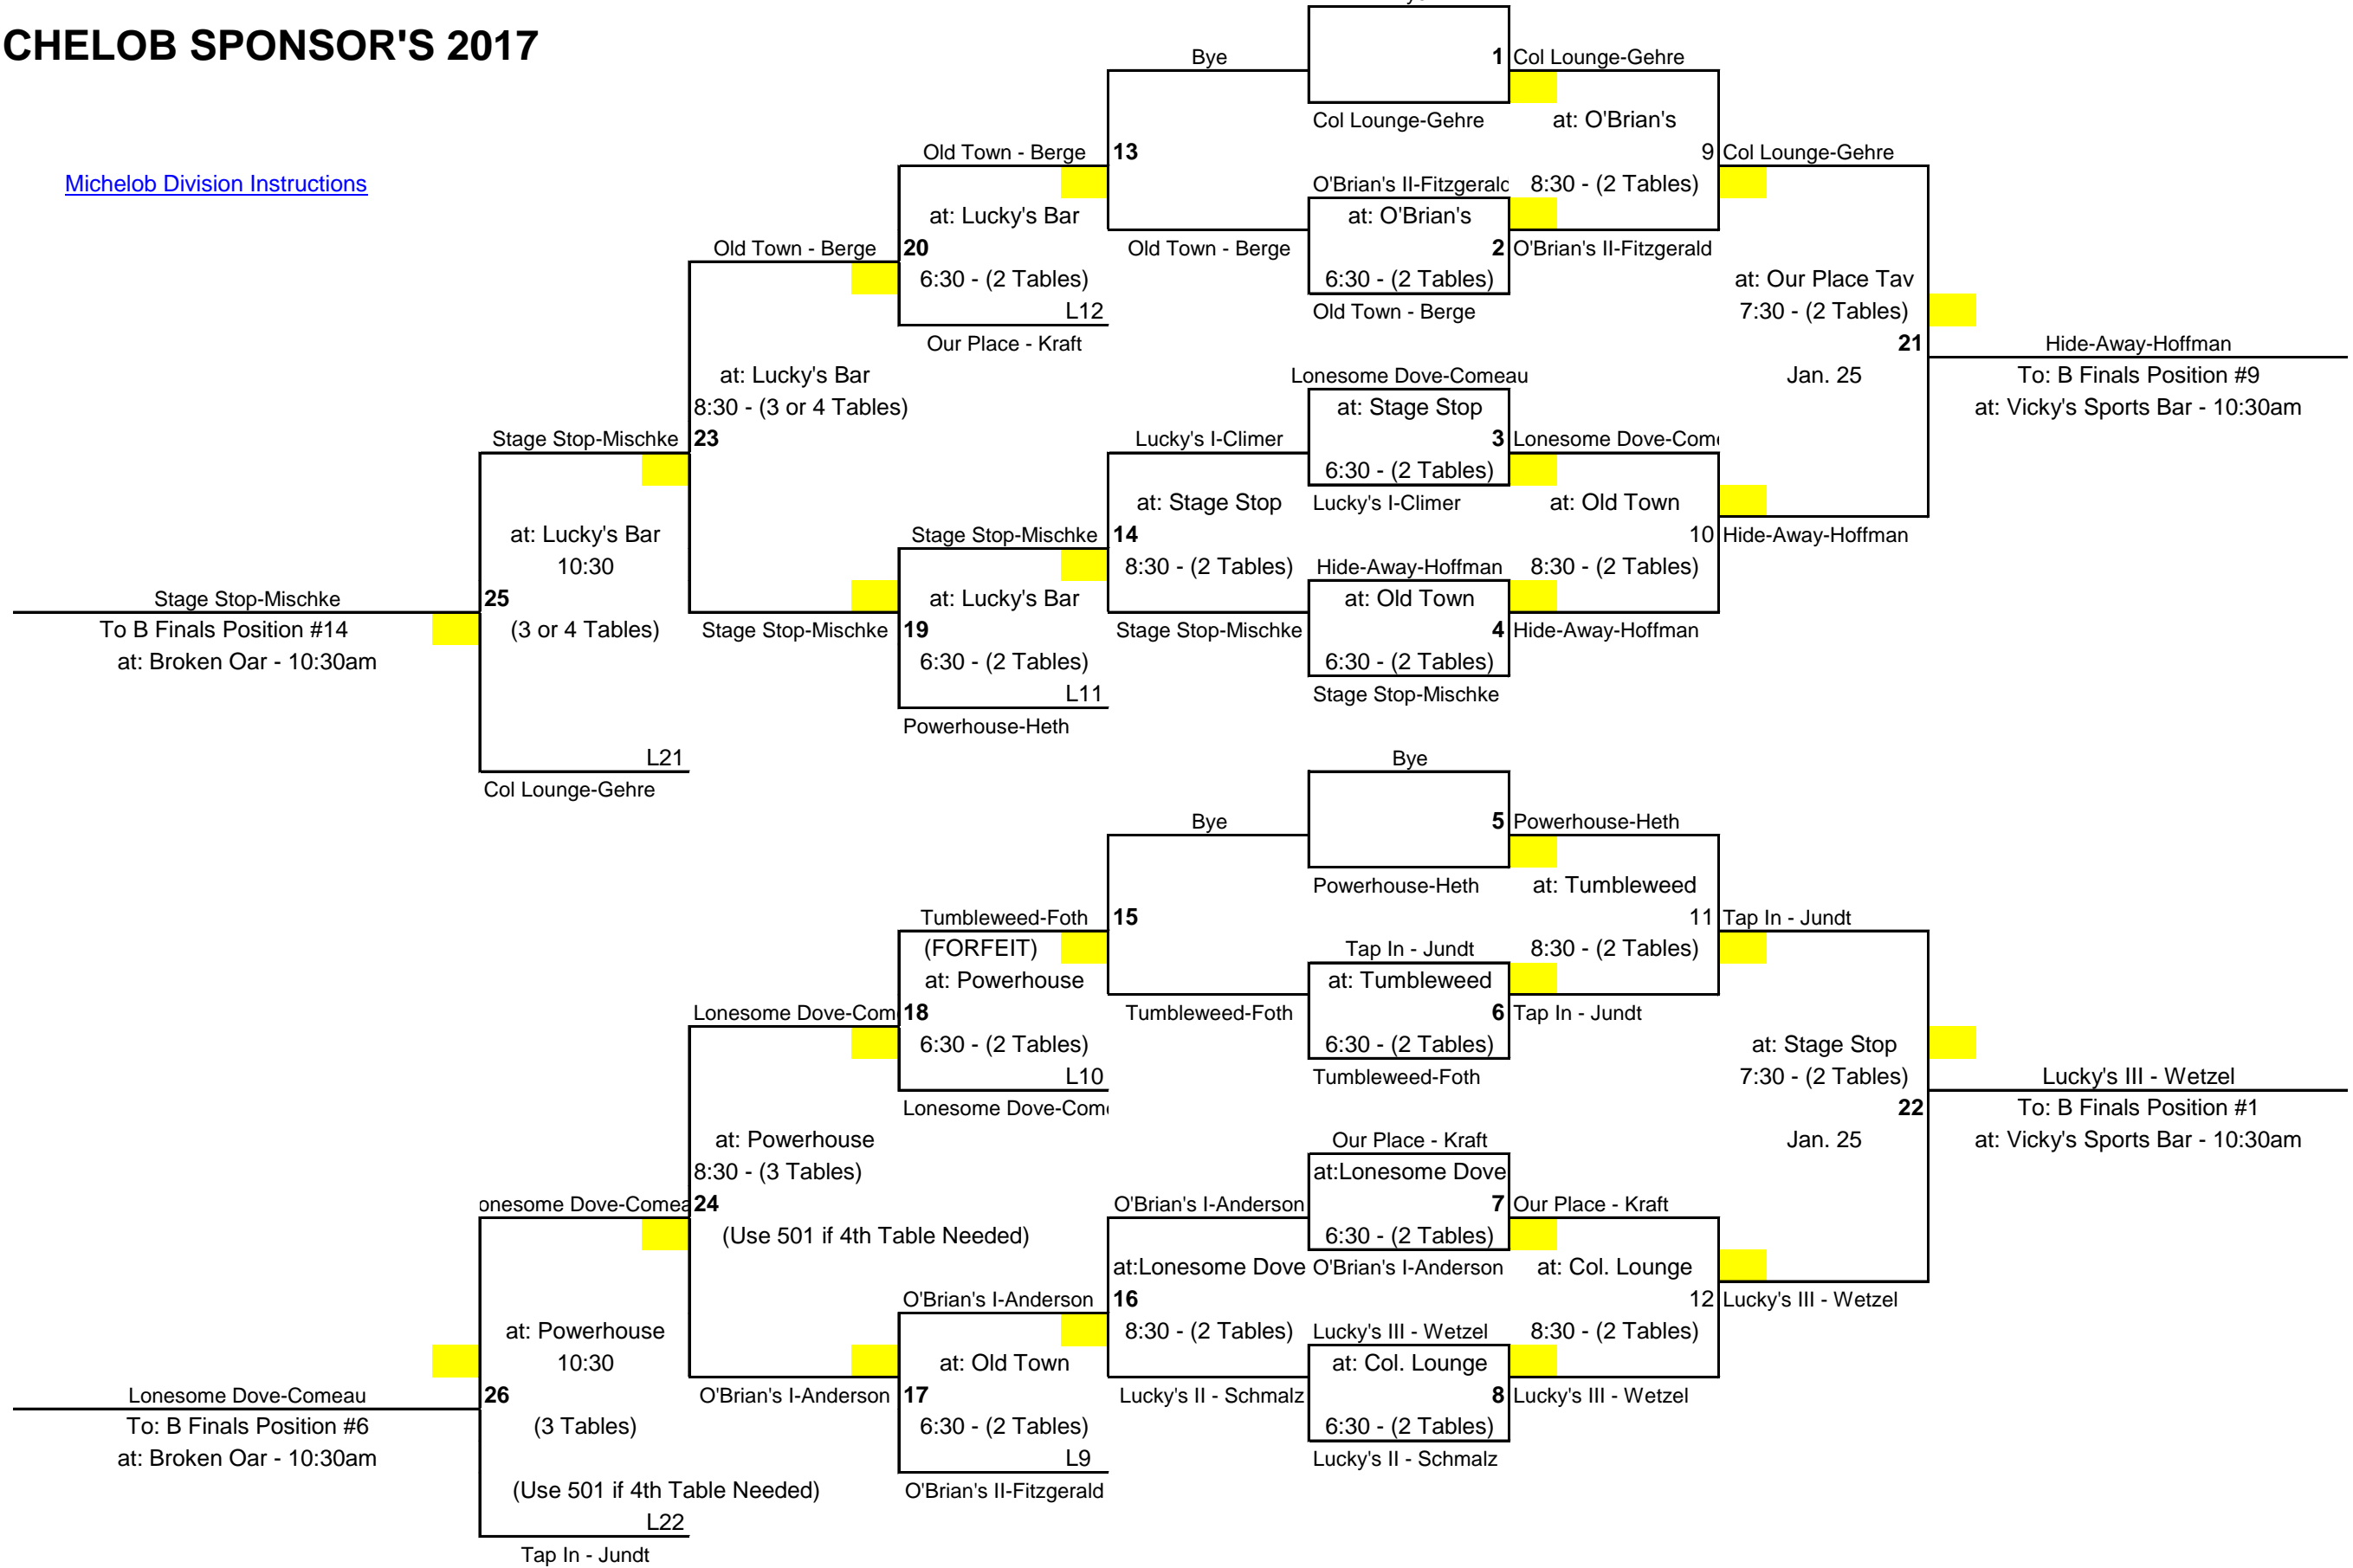 CHELOB SPONSOR'S 2017
Bye
1
Col Lounge-Gehre
Col Lounge-Gehre
at: O'Brian's
Old Town - Berge
13
9
Col Lounge-Gehre
Michelob Division Instructions
O'Brian's II-Fitzgerald
8:30 - (2 Tables)
at: Lucky's Bar
at: O'Brian's
Old Town - Berge
20
Old Town - Berge
2
O'Brian's II-Fitzgerald
6:30 - (2 Tables)
6:30 - (2 Tables)
at: Our Place Tav
L12
Old Town - Berge
7:30 - (2 Tables)
Our Place - Kraft
21
Hide-Away-Hoffman
at: Lucky's Bar
Lonesome Dove-Comeau
Jan. 25
To: B Finals Position #9
8:30 - (3 or 4 Tables)
at: Stage Stop
at: Vicky's Sports Bar - 10:30am
Stage Stop-Mischke
23
Lucky's I-Climer
3
Lonesome Dove-Com
6:30 - (2 Tables)
at: Stage Stop
Lucky's I-Climer
at: Old Town
at: Lucky's Bar
Stage Stop-Mischke
14
10
Hide-Away-Hoffman
10:30
8:30 - (2 Tables)
Hide-Away-Hoffman
8:30 - (2 Tables)
Stage Stop-Mischke
25
at: Lucky's Bar
at: Old Town
To B Finals Position #14
(3 or 4 Tables)
Stage Stop-Mischke
19
Stage Stop-Mischke
4
Hide-Away-Hoffman
at: Broken Oar - 10:30am
6:30 - (2 Tables)
6:30 - (2 Tables)
L11
Stage Stop-Mischke
Powerhouse-Heth
L21
Bye
Col Lounge-Gehre
Bye
5
Powerhouse-Heth
Powerhouse-Heth
at: Tumbleweed
Tumbleweed-Foth
15
11
Tap In - Jundt
(FORFEIT)
Tap In - Jundt
8:30 - (2 Tables)
at: Powerhouse
at: Tumbleweed
Lonesome Dove-Com
18
Tumbleweed-Foth
6
Tap In - Jundt
6:30 - (2 Tables)
6:30 - (2 Tables)
at: Stage Stop
L10
Tumbleweed-Foth
7:30 - (2 Tables)
Lucky's III - Wetzel
Lonesome Dove-Com
22
To: B Finals Position #1
at: Powerhouse
Our Place - Kraft
Jan. 25
at: Vicky's Sports Bar - 10:30am
8:30 - (3 Tables)
at:Lonesome Dove
onesome Dove-Comea
24
O'Brian's I-Anderson
7
Our Place - Kraft
(Use 501 if 4th Table Needed)
6:30 - (2 Tables)
at:Lonesome Dove
O'Brian's I-Anderson
at: Col. Lounge
O'Brian's I-Anderson
16
12
Lucky's III - Wetzel
at: Powerhouse
8:30 - (2 Tables)
Lucky's III - Wetzel
8:30 - (2 Tables)
10:30
at: Old Town
at: Col. Lounge
Lonesome Dove-Comeau
26
O'Brian's I-Anderson
17
Lucky's II - Schmalz
8
Lucky's III - Wetzel
To: B Finals Position #6
(3 Tables)
6:30 - (2 Tables)
6:30 - (2 Tables)
at: Broken Oar - 10:30am
L9
Lucky's II - Schmalz
(Use 501 if 4th Table Needed)
O'Brian's II-Fitzgerald
L22
Tap In - Jundt